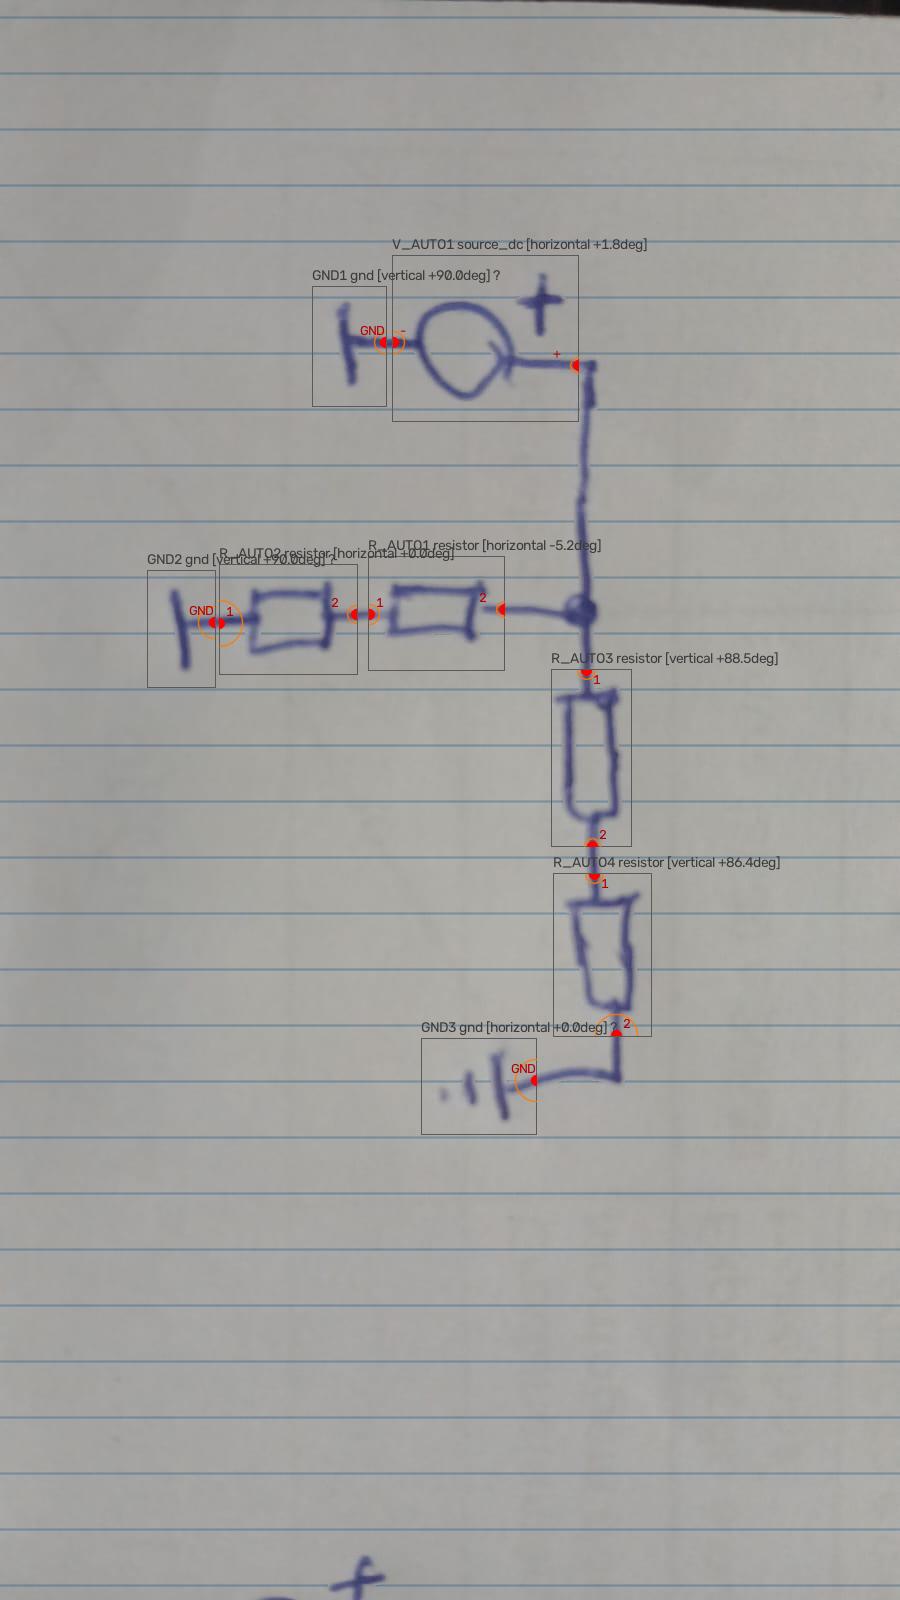 V_AUTO1 source_dc [horizontal +1.8deg]
GND1 gnd [vertical +90.0deg] ?
+
GND
-
+
R_AUTO1 resistor [horizontal -5.2deg]
R_AUTO2 resistor [horizontal +0.0deg]
GND2 gnd [vertical +90.0deg] ?
GND
1
2
1
2
R_AUTO3 resistor [vertical +88.5deg]
1
2
R_AUTO4 resistor [vertical +86.4deg]
1
2
GND3 gnd [horizontal +0.0deg] ?
GND
+